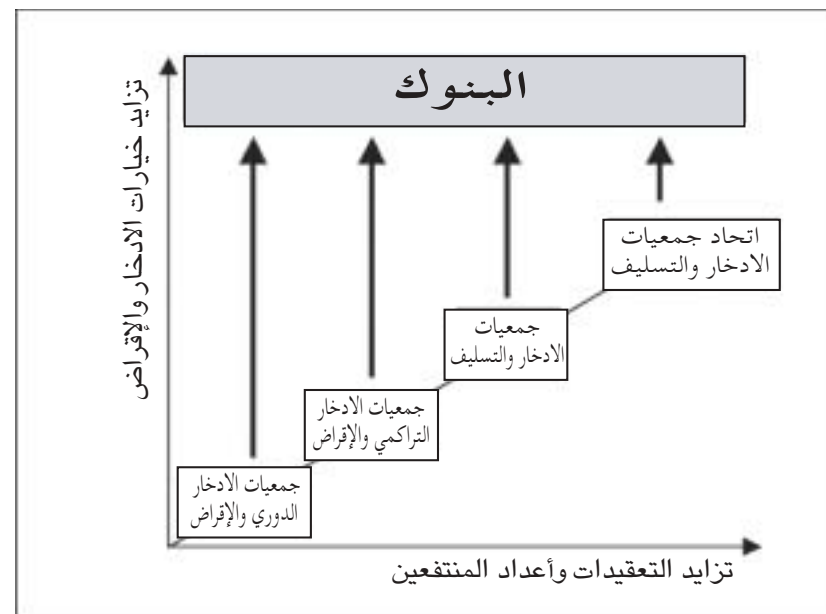 البنوك
تزايد خيارات الادخار والإقراض
اتحاد جمعيات
الادخار والتسليف
جمعيات
الادخار والتسليف
جمعيات الادخار
التراكمي والإقراض
جمعيات الادخار
الدوري والإقراض
تزايد التعقيدات وأعداد المنتفعين